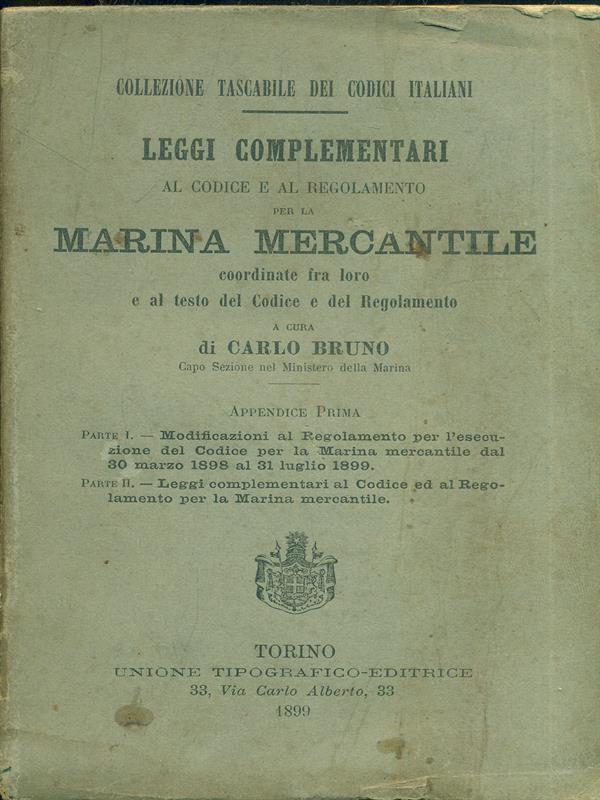 COLLEZIONE TASCABILE DEI CODICI ITALIANI
LEGGI COMPLEMENTARI
AL CODICE E AL REGOLAMENTO
PER LA
MARINA MERCANTILE
coordinate fra loro
e al testo del Codice e del Regolamento
A CURA
di CARLO BRUNO
Capo Sezione nel Ministero della Marina
APPENDICE PRIMA
PARTE I. — Modificazioni al Regolamento per l'esecu-
zione del Codice per la Marina mercantile dal
30 marzo 1898 al 31 luglio 1899.
PARTE II. — Leggi complementari al Codice ed al Rego-
lamento per la Marina mercantile.
TORINO
UNIONE TIPOGRAFICO-EDITRICE
33, Via Carlo Alberto, 33
1899